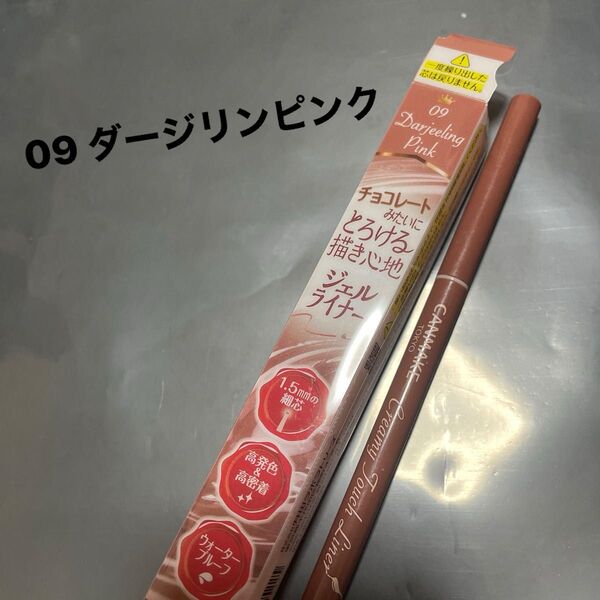 09 ダージリンピンク
一度繰り出した
芯は戻りません。
09
Darjeeling
Pink
チョコレート
みたいに
とろける
描き心地
ジェル
ライナー
1.5mmの
細芯
高発色&
高密着
ウォーター
プルーフ
CANMAKE
TOKYO
Creamy Touch Liner